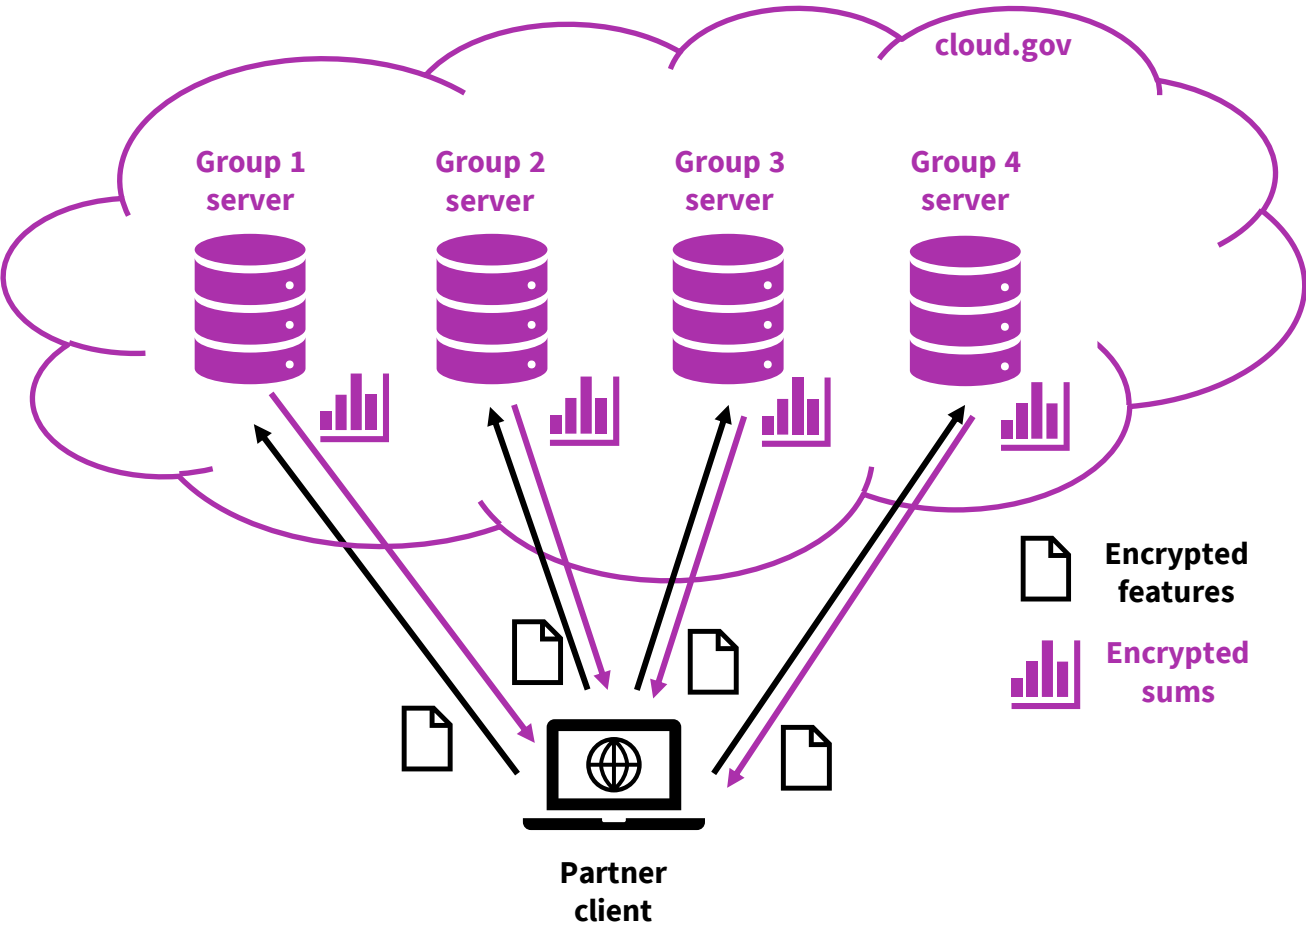 cloud.gov
Group 1
server
Group 2
server
Group 3
server
Group 4
server
Encrypted
features
Encrypted
sums
Partner
client